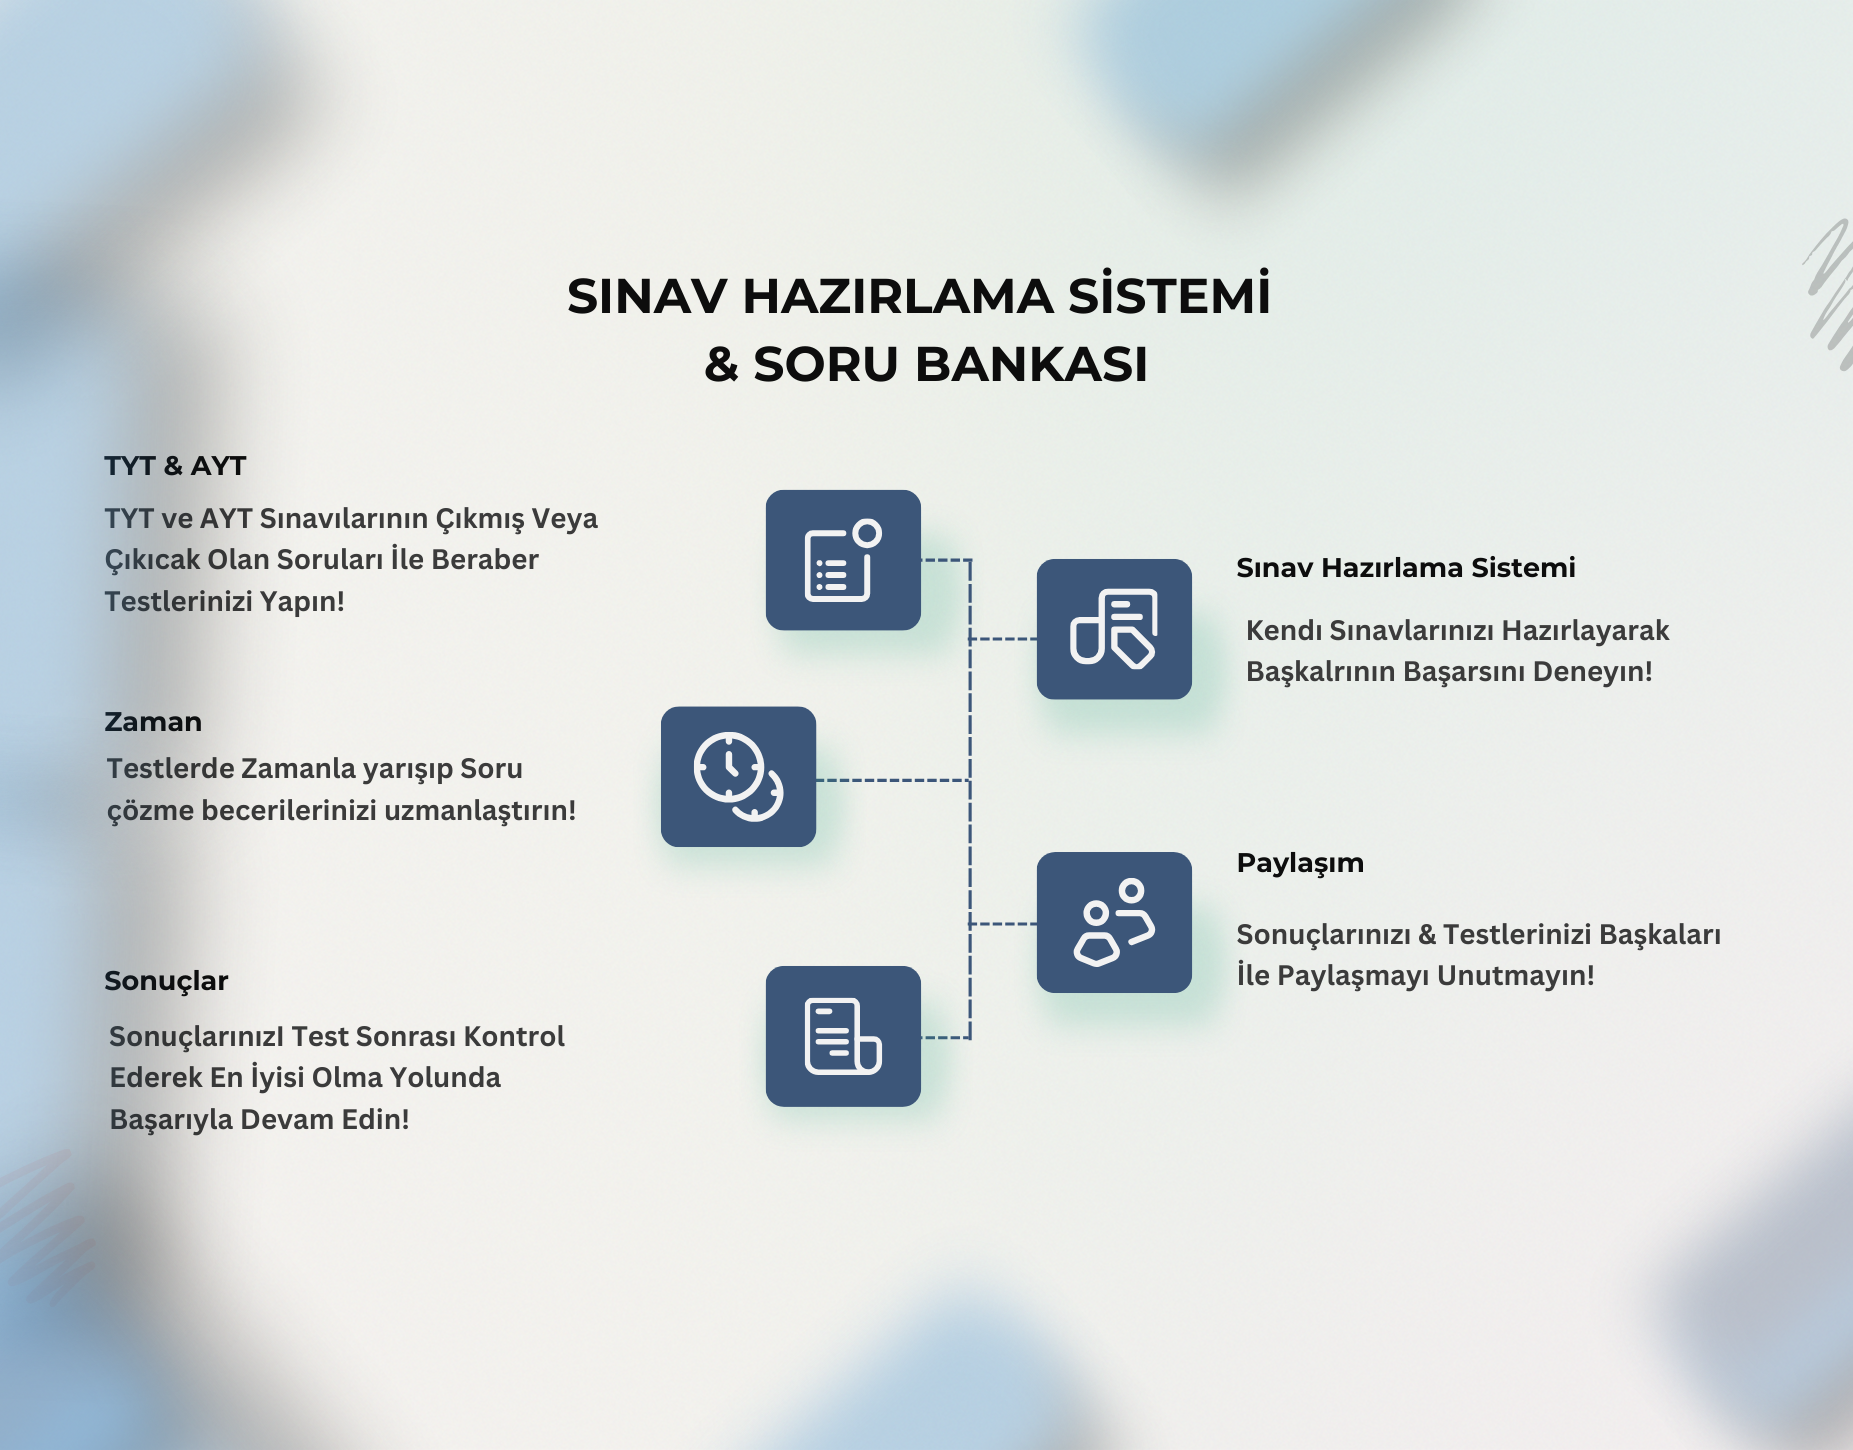 SINAV HAZIRLAMA SİSTEMİ
& SORU BANKASI
TYT & AYT
TYT ve AYT Sınavılarının Çıkmış Veya
Çıkıcak Olan Soruları İle Beraber
Testlerinizi Yapın!
Zaman
Testlerde Zamanla yarışıp Soru
çözme becerilerinizi uzmanlaştırın!
Sonuçlar
SonuçlarınızI Test Sonrası Kontrol
Ederek En İyisi Olma Yolunda
Başarıyla Devam Edin!
Sınav Hazırlama Sistemi
Kendı Sınavlarınızı Hazırlayarak
Başkalrının Başarsını Deneyın!
Paylaşım
Sonuçlarınızı & Testlerinizi Başkaları
İle Paylaşmayı Unutmayın!